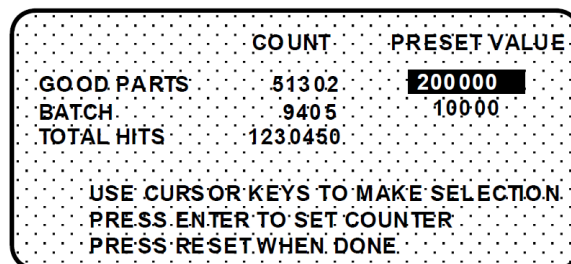 COUNT PRESET VALUE
GOOD PARTS 51302 200000
BATCH 9405 10000
TOTAL HITS 1230450
USE CURSOR KEYS TO MAKE SELECTION
PRESS ENTER TO SET COUNTER
PRESS RESET WHEN DONE